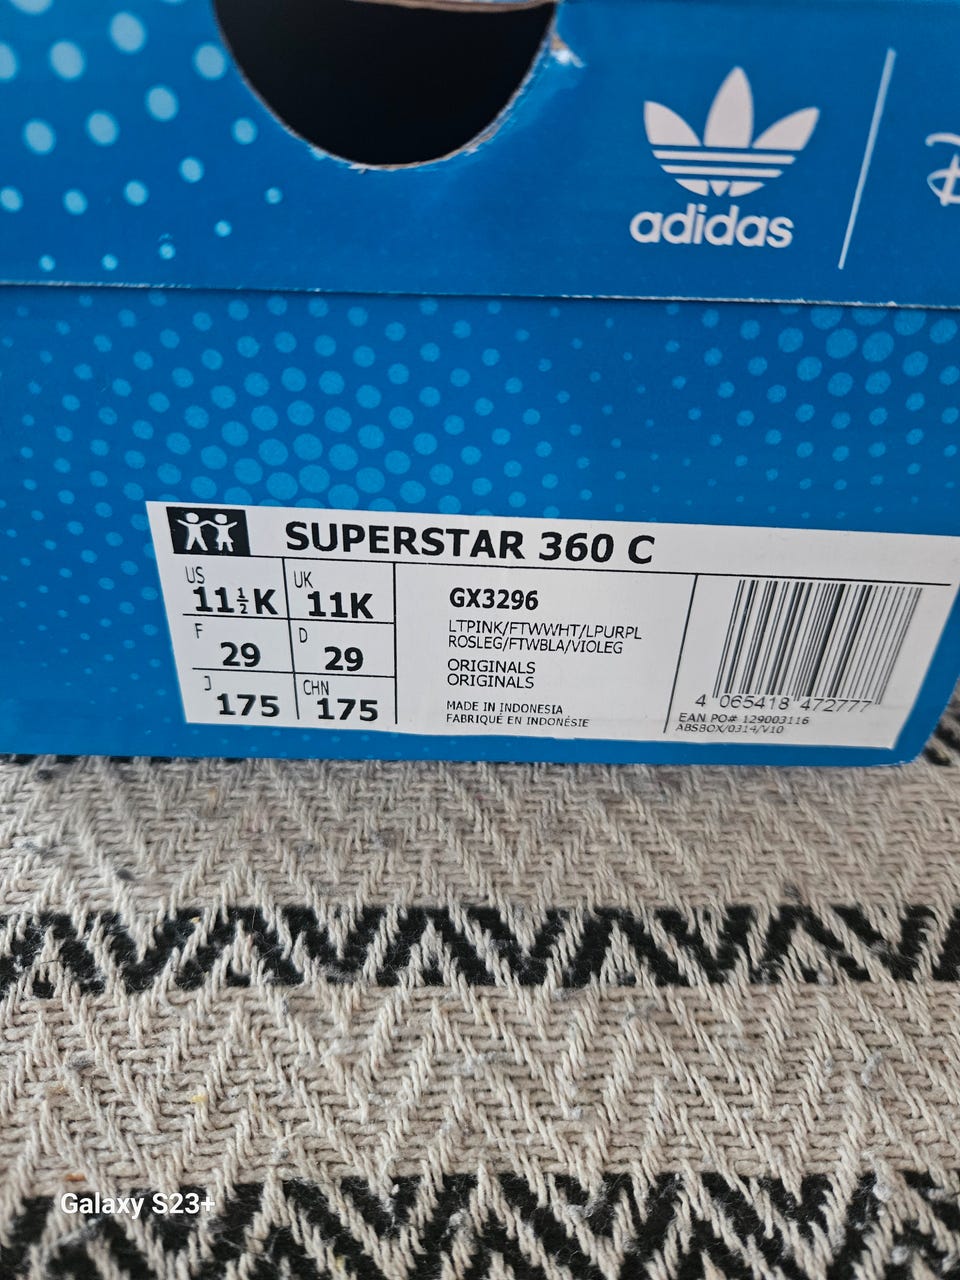 adidas
SUPERSTAR 360 C
US
11½K
UK
11K
F
29
D
29
J
175
CHN
175
GX3296
LTPINK/FTWWHT/LPURPL
ROSLEG/FTWBLA/VIOLEG
ORIGINALS
ORIGINALS
MADE IN INDONESIA
FABRIQUÉ EN INDONÉSIE
4 065418 472777
EAN PO# 129003116
ABSBOX/0314/V10
Galaxy S23+